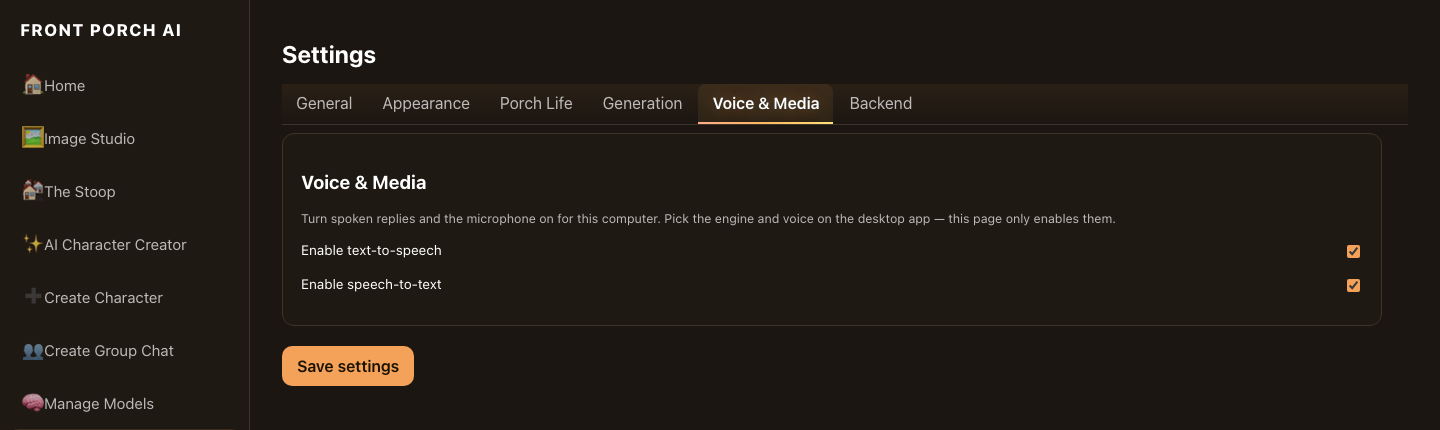 FRONT PORCH AI
Home
Image Studio
The Stoop
AI Character Creator
Create Character
Create Group Chat
Manage Models
Settings
General Appearance Porch Life Generation Voice & Media Backend
Voice & Media
Turn spoken replies and the microphone on for this computer. Pick the engine and voice on the desktop app — this page only enables them.
Enable text-to-speech
Enable speech-to-text
Save settings